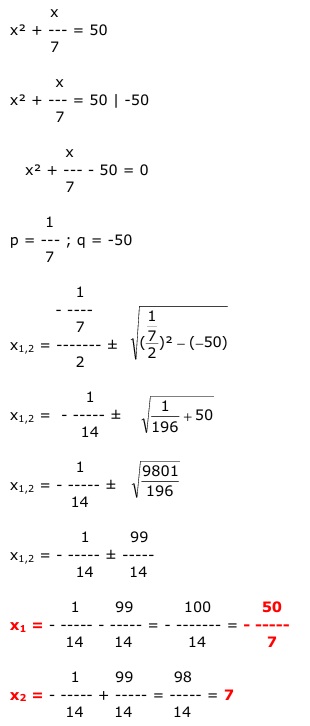 x
x² + --- = 50
7
x
x² + --- = 50 | -50
7
x
x² + --- - 50 = 0
7
1
p = --- ; q = -50
7
1
- ----
7
x1,2 = ------- ± √((1/7/2)² − (−50))
2
1
x1,2 = - ----- ± √(1/196 + 50)
14
1
x1,2 = - ----- ± √(9801/196)
14
1 99
x1,2 = - ----- ± -----
14 14
1 99 100 50
x1 = - ----- - ----- = - -------- = - -----
14 14 14 7
1 99 98
x2 = - ----- + ----- = ----- = 7
14 14 14